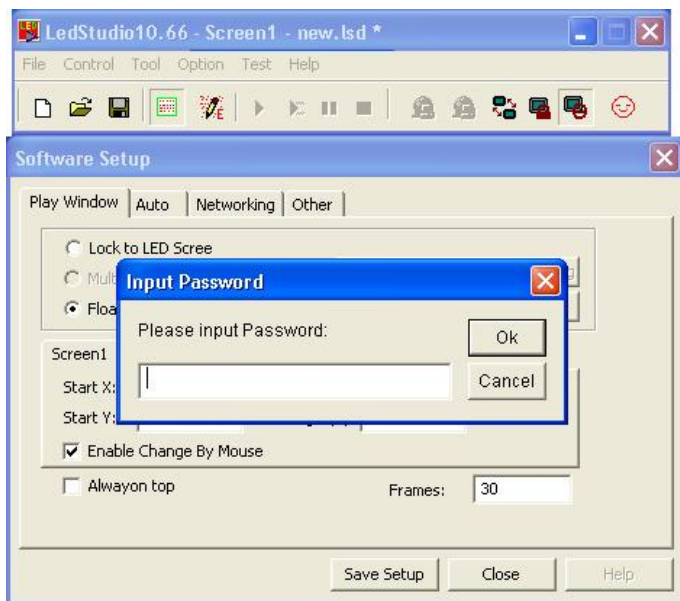 LedStudio10.66 - Screen1 - new.lsd *
File Control Tool Option Test Help
Software Setup
Play Window Auto Networking Other
Lock to LED Scree
Input Password
Please input Password:
Ok
Cancel
Screen1
Start X:
Start Y:
Enable Change By Mouse
Alwayon top
Frames: 30
Save Setup Close Help